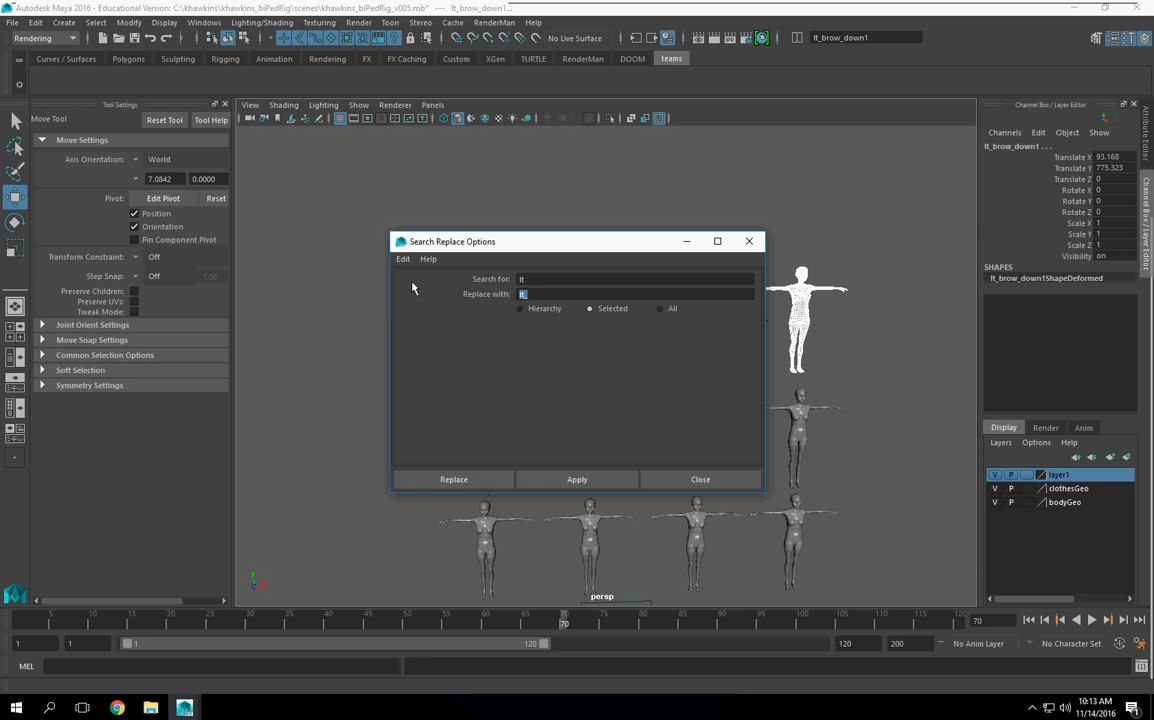 Autodesk Maya 2016 - Educational Version: C:\khawkins\khawkins_biPedRig\scenes\khawkins_biPedRig_v005.mb* --- lt_brow_down1...
File Edit Create Select Modify Display Windows Lighting/Shading Texturing Render Toon Stereo Cache RenderMan Help
Rendering No Live Surface lt_brow_down1
Curves / Surfaces Polygons Sculpting Rigging Animation Rendering FX FX Caching Custom XGen TURTLE RenderMan DOOM teams
Tool Settings
Move Tool Reset Tool Tool Help
Move Settings
Axis Orientation: World
7.0842 0.0000
Pivot: Edit Pivot Reset
Position
Orientation
Pin Component Pivot
Transform Constraint: Off
Step Snap: Off 1.00
Preserve Children:
Preserve UVs:
Tweak Mode:
Joint Orient Settings
Move Snap Settings
Common Selection Options
Soft Selection
Symmetry Settings
View Shading Lighting Show Renderer Panels
Search Replace Options
Edit Help
Search for: lt
Replace with: lt_
Hierarchy Selected All
Replace Apply Close
persp
Channel Box / Layer Editor
Channels Edit Object Show
lt_brow_down1 . . .
Translate X 93.168
Translate Y 775.323
Translate Z 0
Rotate X 0
Rotate Y 0
Rotate Z 0
Scale X 1
Scale Y 1
Scale Z 1
Visibility on
SHAPES
lt_brow_down1ShapeDeformed
Display Render Anim
Layers Options Help
V P layer1
V P clothesGeo
V P bodyGeo
Attribute Editor
Channel Box / Layer Editor
5 10 15 20 25 30 35 40 45 50 55 60 65 70 75 80 85 90 95 100 105 110 115 120
70 70
1 1 1 120 120 200 No Anim Layer No Character Set
MEL
10:13 AM
11/14/2016